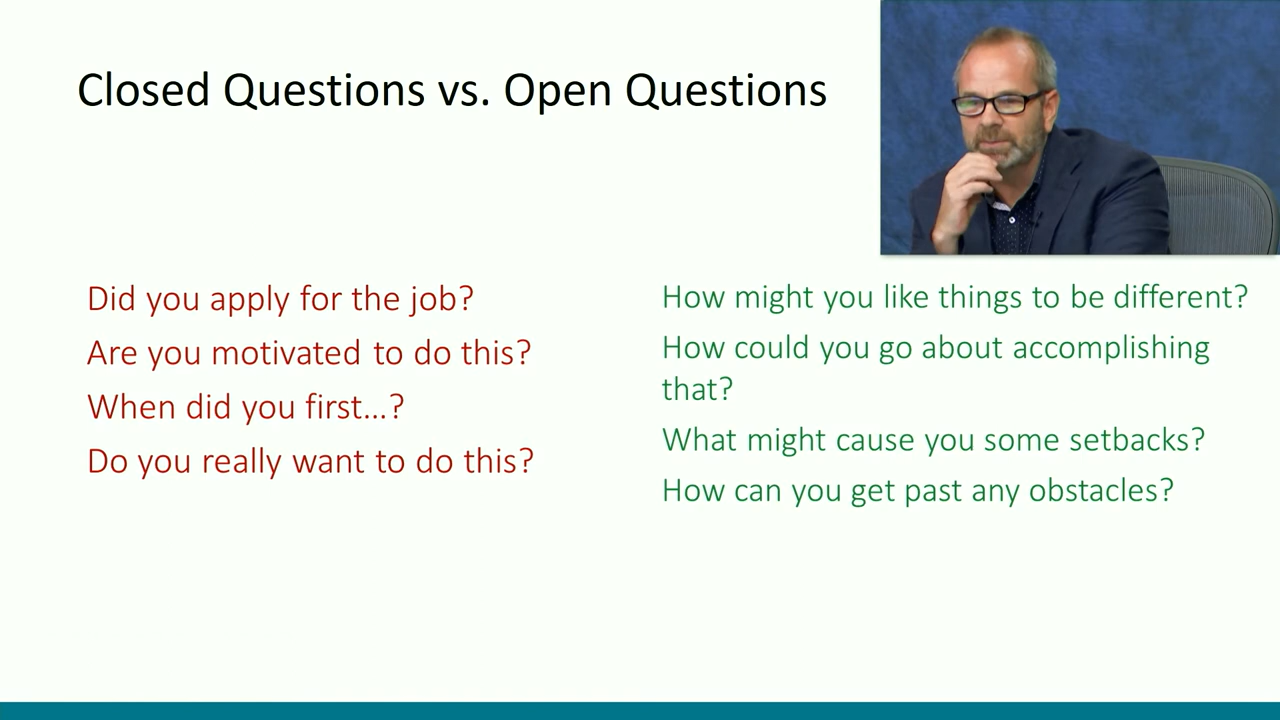 Closed Questions vs. Open Questions
Did you apply for the job?
Are you motivated to do this?
When did you first...?
Do you really want to do this?
How might you like things to be different?
How could you go about accomplishing
that?
What might cause you some setbacks?
How can you get past any obstacles?